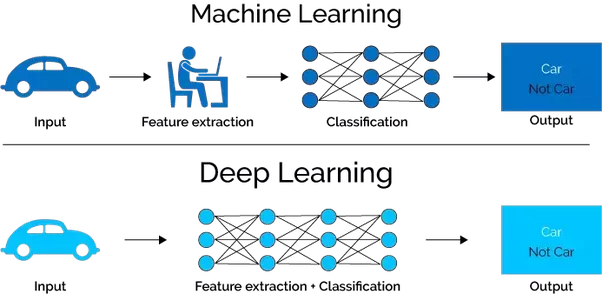 Machine Learning
Car
Not Car
Input
Feature extraction
Classification
Output
Deep Learning
Car
Not Car
Input
Feature extraction + Classification
Output